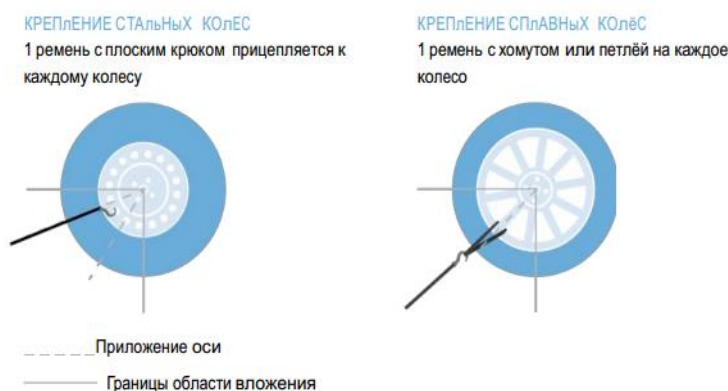 КРЕПлЕНИЕ СТАльНыХ КОлЕС
1 ремень с плоским крюком прицепляется к
каждому колесу
КРЕПлЕНИЕ СПлАВНыХ КОлёС
1 ремень с хомутом или петлёй на каждое
колесо
Приложение оси
Границы области вложения